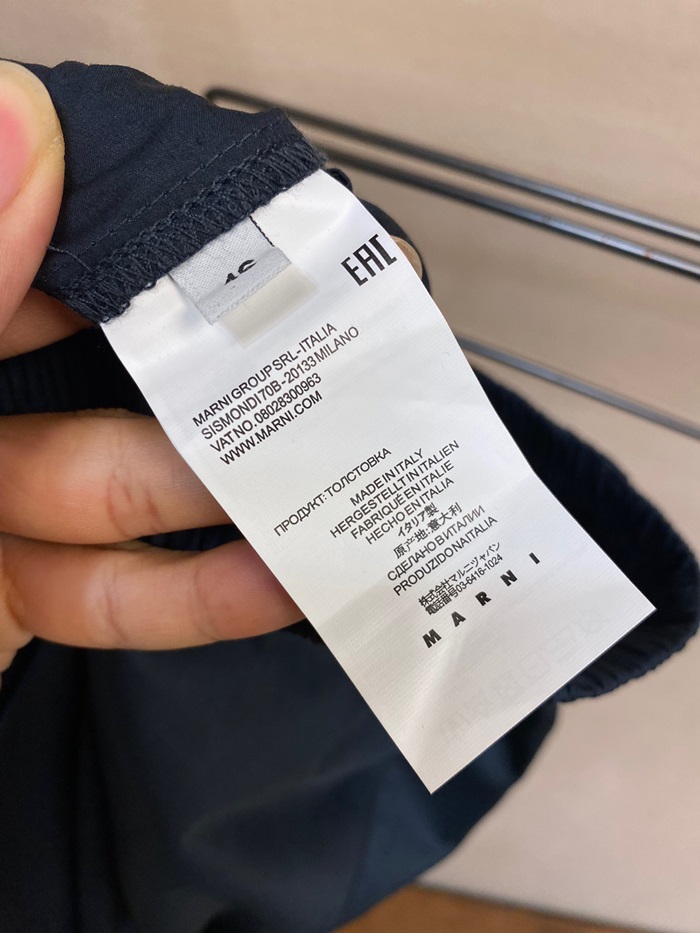 EAC
MARNI GROUP SRL - ITALIA
SISMONDI 70B - 20133 MILANO
VAT NO. 08028300963
WWW.MARNI.COM
ПРОДУКТ: ТОЛСТОВКА
MADE IN ITALY
HERGESTELLT IN ITALIEN
FABRIQUÉ EN ITALIE
HECHO EN ITALIA
イタリア製
原产地:意大利
СДЕЛАНО В ИТАЛИИ
PRODUZIDO NA ITALIA
株式会社マルニジャパン
電話番号03-6416-1024
MARNI